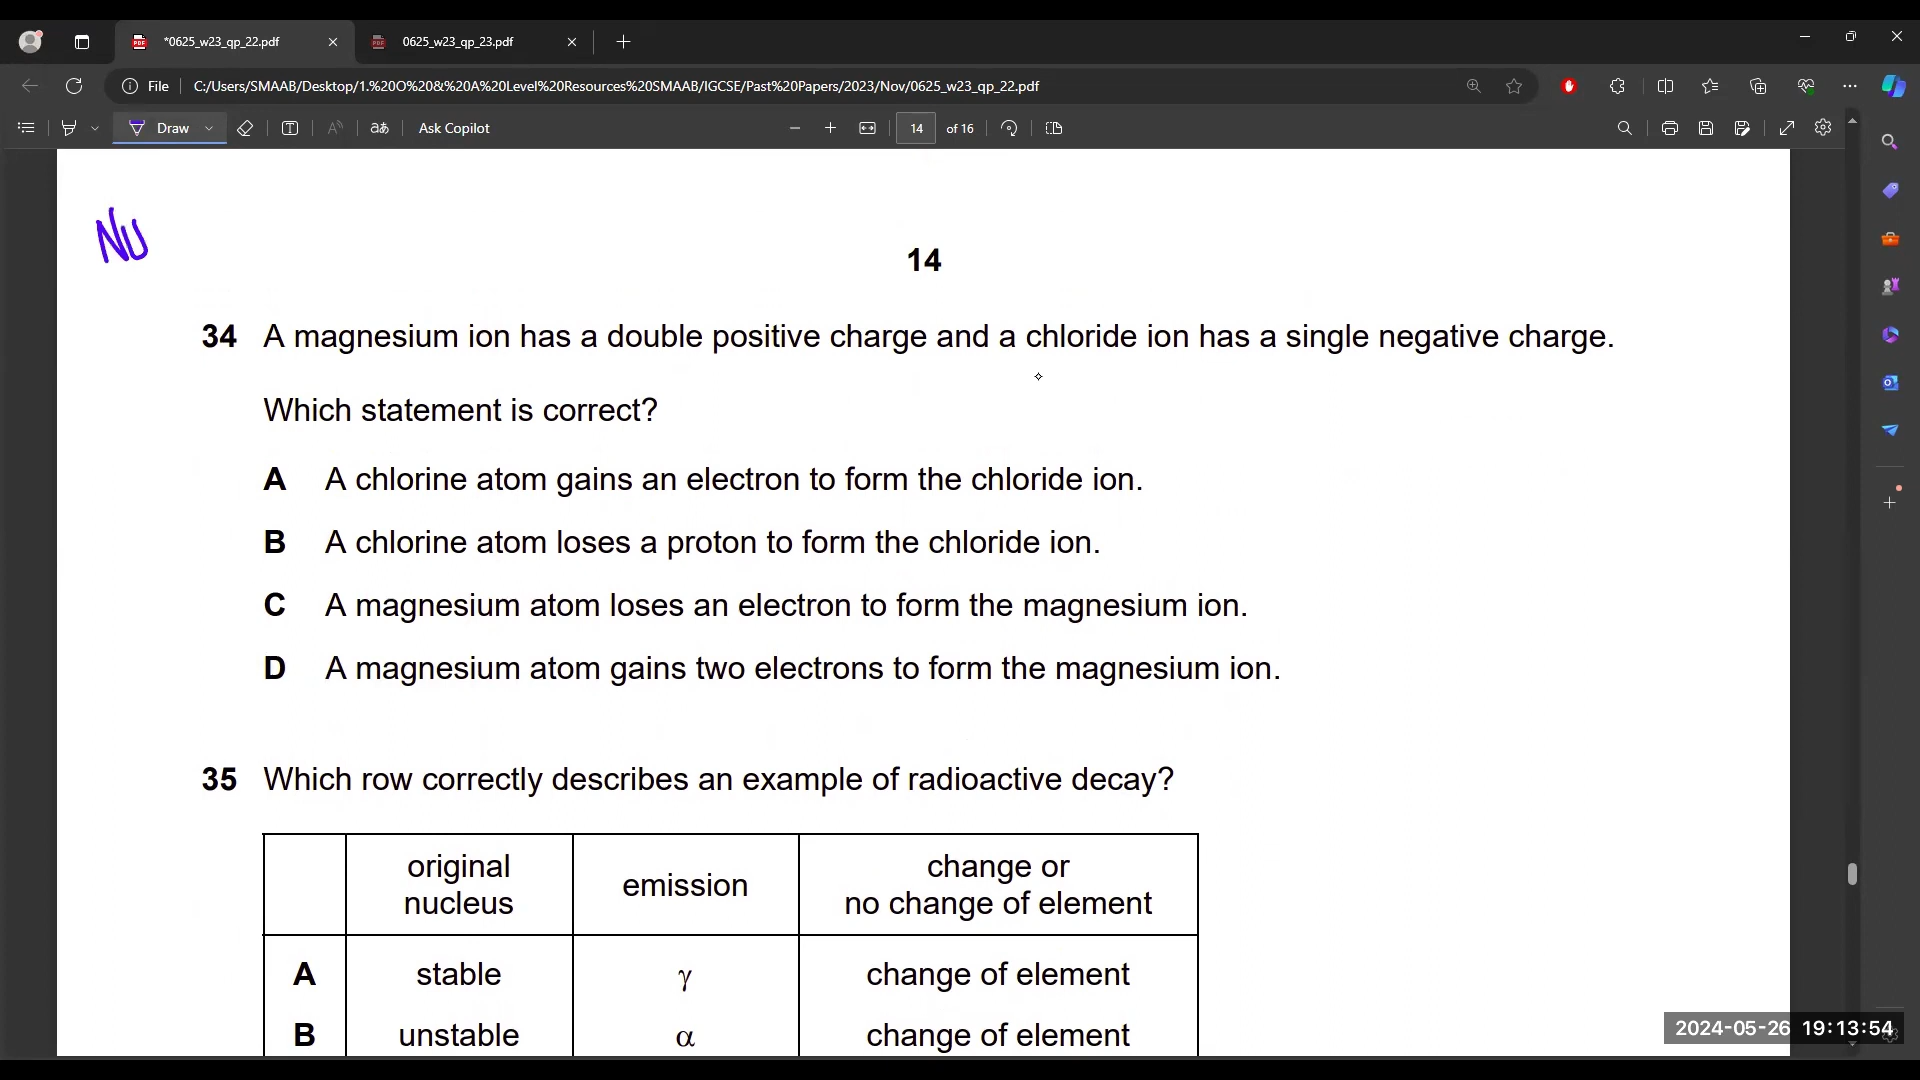 *0625_w23_qp_22.pdf
0625_w23_qp_23.pdf
File
C:/Users/SMAAB/Desktop/1.%20O%20&%20A%20Level%20Resources%20SMAAB/IGCSE/Past%20Papers/2023/Nov/0625_w23_qp_22.pdf
Draw
Ask Copilot
14 of 16
NU
14
34 A magnesium ion has a double positive charge and a chloride ion has a single negative charge.
Which statement is correct?
A A chlorine atom gains an electron to form the chloride ion.
B A chlorine atom loses a proton to form the chloride ion.
C A magnesium atom loses an electron to form the magnesium ion.
D A magnesium atom gains two electrons to form the magnesium ion.
35 Which row correctly describes an example of radioactive decay?
original nucleus emission change or no change of element
A stable γ change of element
B unstable α change of element
2024-05-26 19:13:54